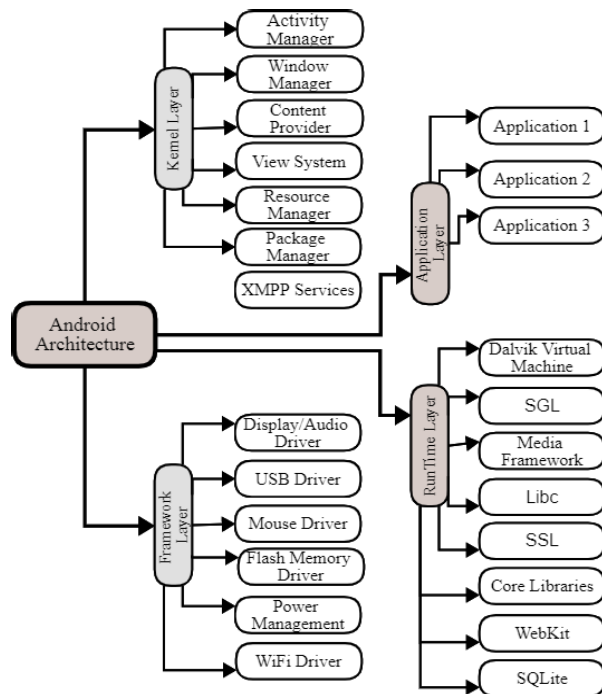 Activity
Manager
Window
Manager
Content
Provider
View System
Resource
Manager
Package
Manager
XMPP Services
Kernel Layer
Application 1
Application 2
Application 3
Application
Layer
Android
Architecture
Display/Audio
Driver
USB Driver
Mouse Driver
Flash Memory
Driver
Power
Management
WiFi Driver
Framework
Layer
Dalvik Virtual
Machine
SGL
Media
Framework
Libc
SSL
Core Libraries
WebKit
SQLite
RunTime Layer